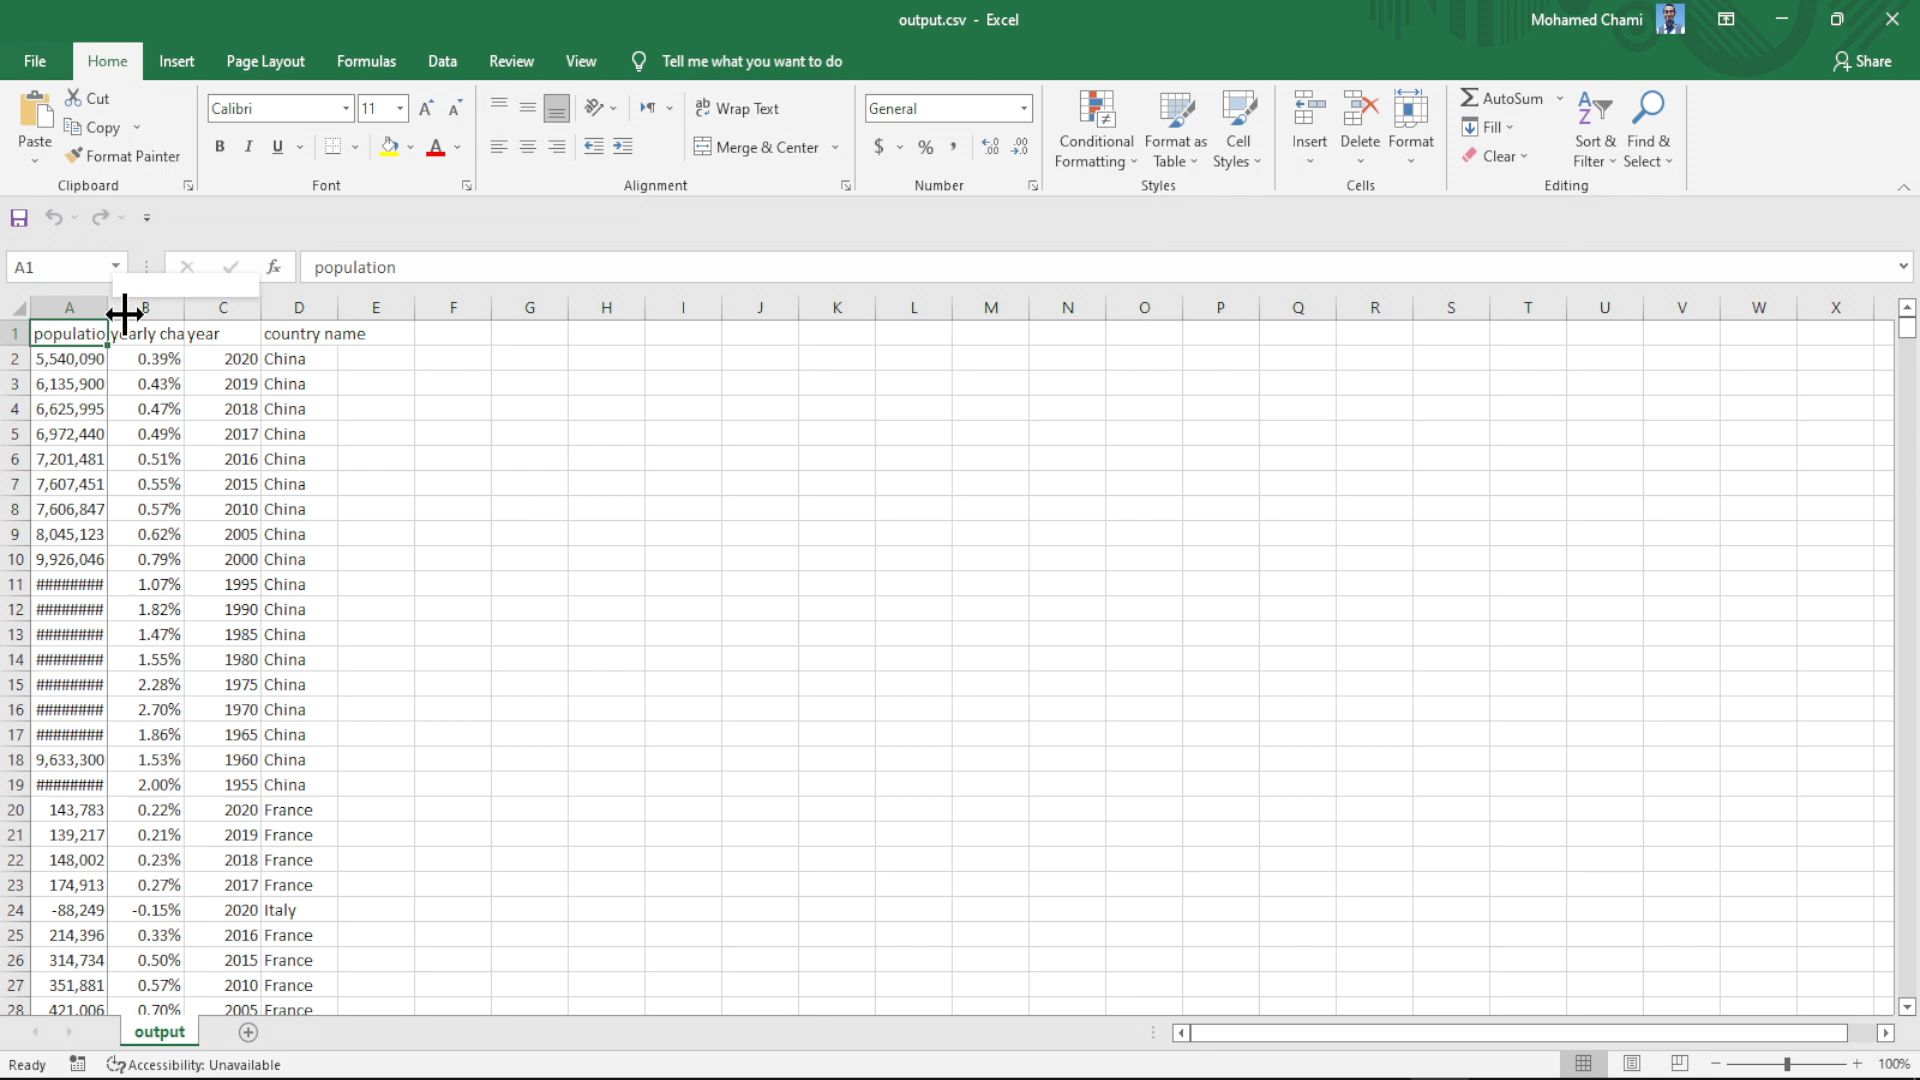 output.csv - Excel
Mohamed Chami
File Home Insert Page Layout Formulas Data Review View Tell me what you want to do Share
Cut
Copy
Format Painter
Paste
Clipboard
Calibri 11
B I U A
Font
ab Wrap Text
Merge & Center
Alignment
General
$ % ,
Number
Conditional Formatting
Format as Table
Cell Styles
Styles
Insert Delete Format
Cells
AutoSum
Fill
Clear
Sort & Filter
Find & Select
Editing
A1 fx population
A B C D E F G H I J K L M N O P Q R S T U V W X
1 populatio yearly cha year country name
2 5,540,090 0.39% 2020 China
3 6,135,900 0.43% 2019 China
4 6,625,995 0.47% 2018 China
5 6,972,440 0.49% 2017 China
6 7,201,481 0.51% 2016 China
7 7,607,451 0.55% 2015 China
8 7,606,847 0.57% 2010 China
9 8,045,123 0.62% 2005 China
10 9,926,046 0.79% 2000 China
11 ######## 1.07% 1995 China
12 ######## 1.82% 1990 China
13 ######## 1.47% 1985 China
14 ######## 1.55% 1980 China
15 ######## 2.28% 1975 China
16 ######## 2.70% 1970 China
17 ######## 1.86% 1965 China
18 9,633,300 1.53% 1960 China
19 ######## 2.00% 1955 China
20 143,783 0.22% 2020 France
21 139,217 0.21% 2019 France
22 148,002 0.23% 2018 France
23 174,913 0.27% 2017 France
24 -88,249 -0.15% 2020 Italy
25 214,396 0.33% 2016 France
26 314,734 0.50% 2015 France
27 351,881 0.57% 2010 France
28 421,006 0.70% 2005 France
output
Ready Accessibility: Unavailable 100%